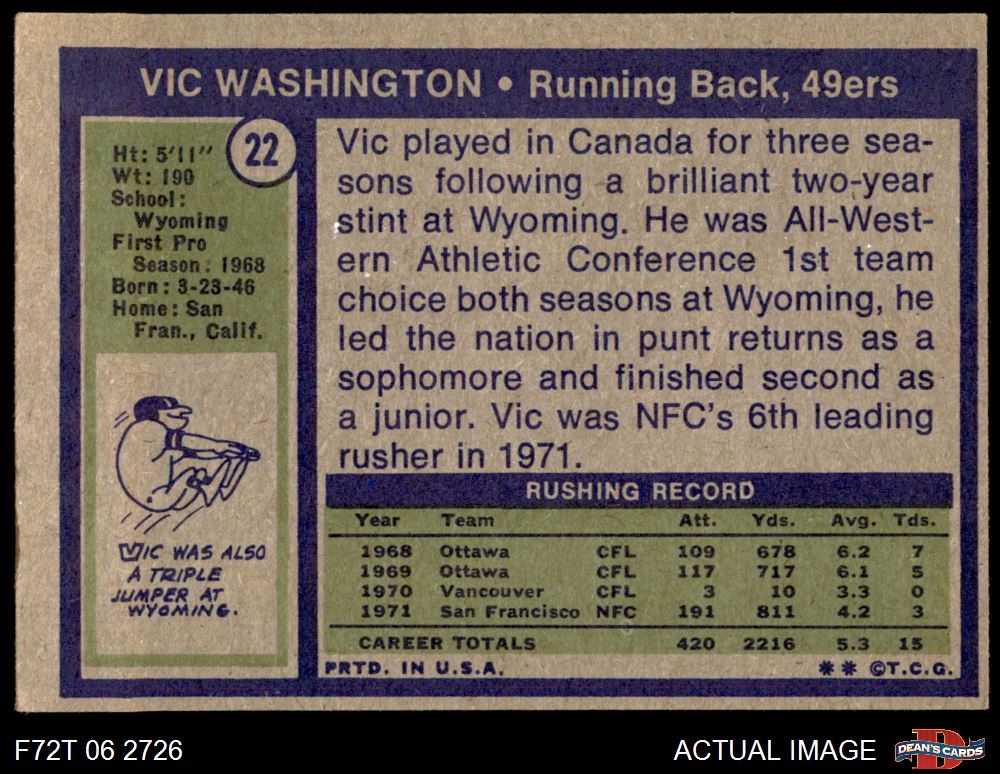 VIC WASHINGTON • Running Back, 49ers
22
Ht: 5'11"
Wt: 190
School:
Wyoming
First Pro
Season: 1968
Born: 3-23-46
Home: San
Fran., Calif.
VIC WAS ALSO
A TRIPLE
JUMPER AT
WYOMING.
Vic played in Canada for three sea-
sons following a brilliant two-year
stint at Wyoming. He was All-West-
ern Athletic Conference 1st team
choice both seasons at Wyoming, he
led the nation in punt returns as a
sophomore and finished second as
a junior. Vic was NFC's 6th leading
rusher in 1971.
RUSHING RECORD
Year Team Att. Yds. Avg. Tds.
1968 Ottawa CFL 109 678 6.2 7
1969 Ottawa CFL 117 717 6.1 5
1970 Vancouver CFL 3 10 3.3 0
1971 San Francisco NFC 191 811 4.2 3
CAREER TOTALS 420 2216 5.3 15
PRTD. IN U.S.A. ** ©T.C.G.
F72T 06 2726
ACTUAL IMAGE
DEAN'S CARDS